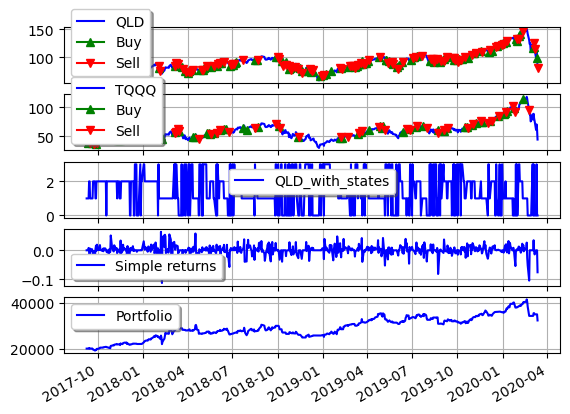 150
100
QLD
Buy
Sell
100
50
TQQQ
Buy
Sell
2
0
QLD_with_states
0.0
−0.1
Simple returns
40000
20000
Portfolio
2017-10
2018-01
2018-04
2018-07
2018-10
2019-01
2019-04
2019-07
2019-10
2020-01
2020-04